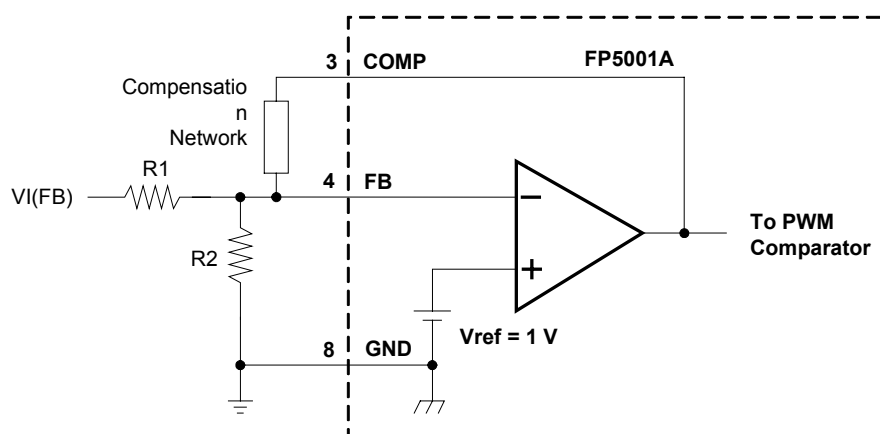 3 COMP FP5001A
Compensatio
n
Network
R1
VI(FB)
4 FB
−
R2
+
To PWM
Comparator
Vref = 1 V
8 GND